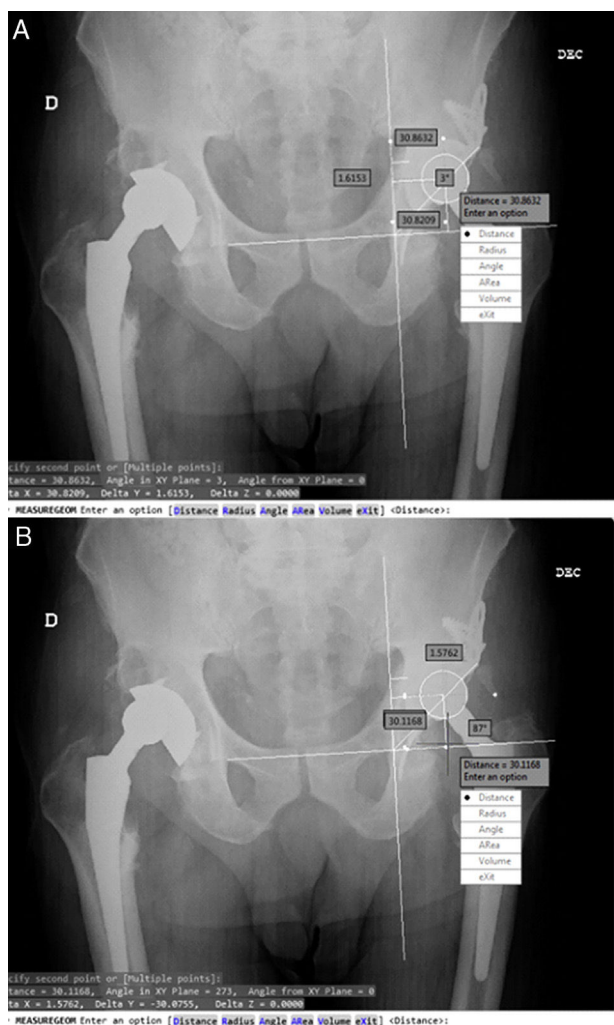 A
DEC
D
30.8632
1.6153
3°
30.8209
Distance = 30.8632
Enter an option
Distance
Radius
Angle
ARea
Volume
eXit
cify second point or [Multiple points]:
tance = 30.8632, Angle in XY Plane = 3, Angle from XY Plane = 0
ta X = 30.8209, Delta Y = 1.6153, Delta Z = 0.0000
MEASUREGEOM Enter an option [Distance Radius Angle ARea Volume eXit] <Distance>:
B
DEC
D
1.5762
30.1168
87°
Distance = 30.1168
Enter an option
Distance
Radius
Angle
ARea
Volume
eXit
cify second point or [Multiple points]:
tance = 30.1168, Angle in XY Plane = 273, Angle from XY Plane = 0
ta X = 1.5762, Delta Y = -30.0755, Delta Z = 0.0000
MEASUREGEOM Enter an option [Distance Radius Angle ARea Volume eXit] <Distance>: